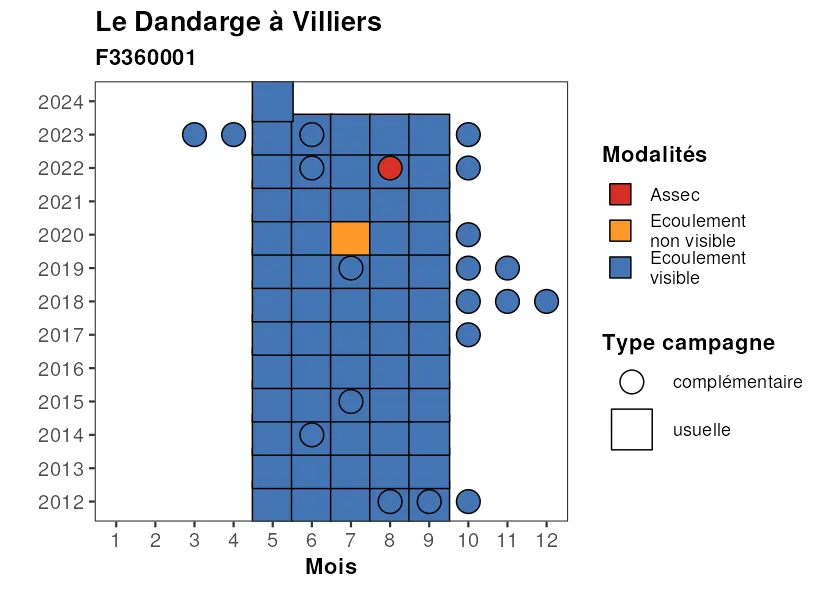 Le Dandarge à Villiers
F3360001
2024
2023
2022
2021
2020
2019
2018
2017
2016
2015
2014
2013
2012
1 2 3 4 5 6 7 8 9 10 11 12
Mois
Modalités
Assec
Ecoulement
non visible
Ecoulement
visible
Type campagne
complémentaire
usuelle